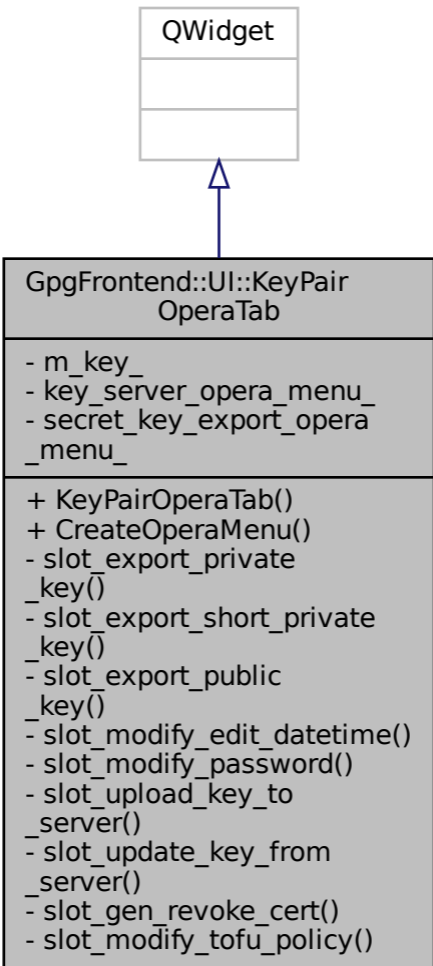 QWidget
GpgFrontend::UI::KeyPair
OperaTab
- m_key_
- key_server_opera_menu_
- secret_key_export_opera
_menu_
+ KeyPairOperaTab()
+ CreateOperaMenu()
- slot_export_private
_key()
- slot_export_short_private
_key()
- slot_export_public
_key()
- slot_modify_edit_datetime()
- slot_modify_password()
- slot_upload_key_to
_server()
- slot_update_key_from
_server()
- slot_gen_revoke_cert()
- slot_modify_tofu_policy()